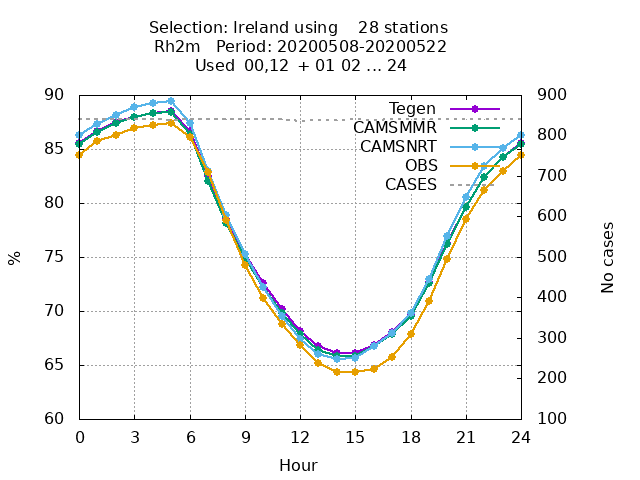 Selection: Ireland using 28 stations
Rh2m Period: 20200508-20200522
Used 00,12 + 01 02 ... 24
90 900
Tegen
CAMSMMR
CAMSNRT
OBS
CASES
85 800
80 700
75 600
70 500
65 400
60 300
200
100
%
No cases
0 3 6 9 12 15 18 21 24
Hour